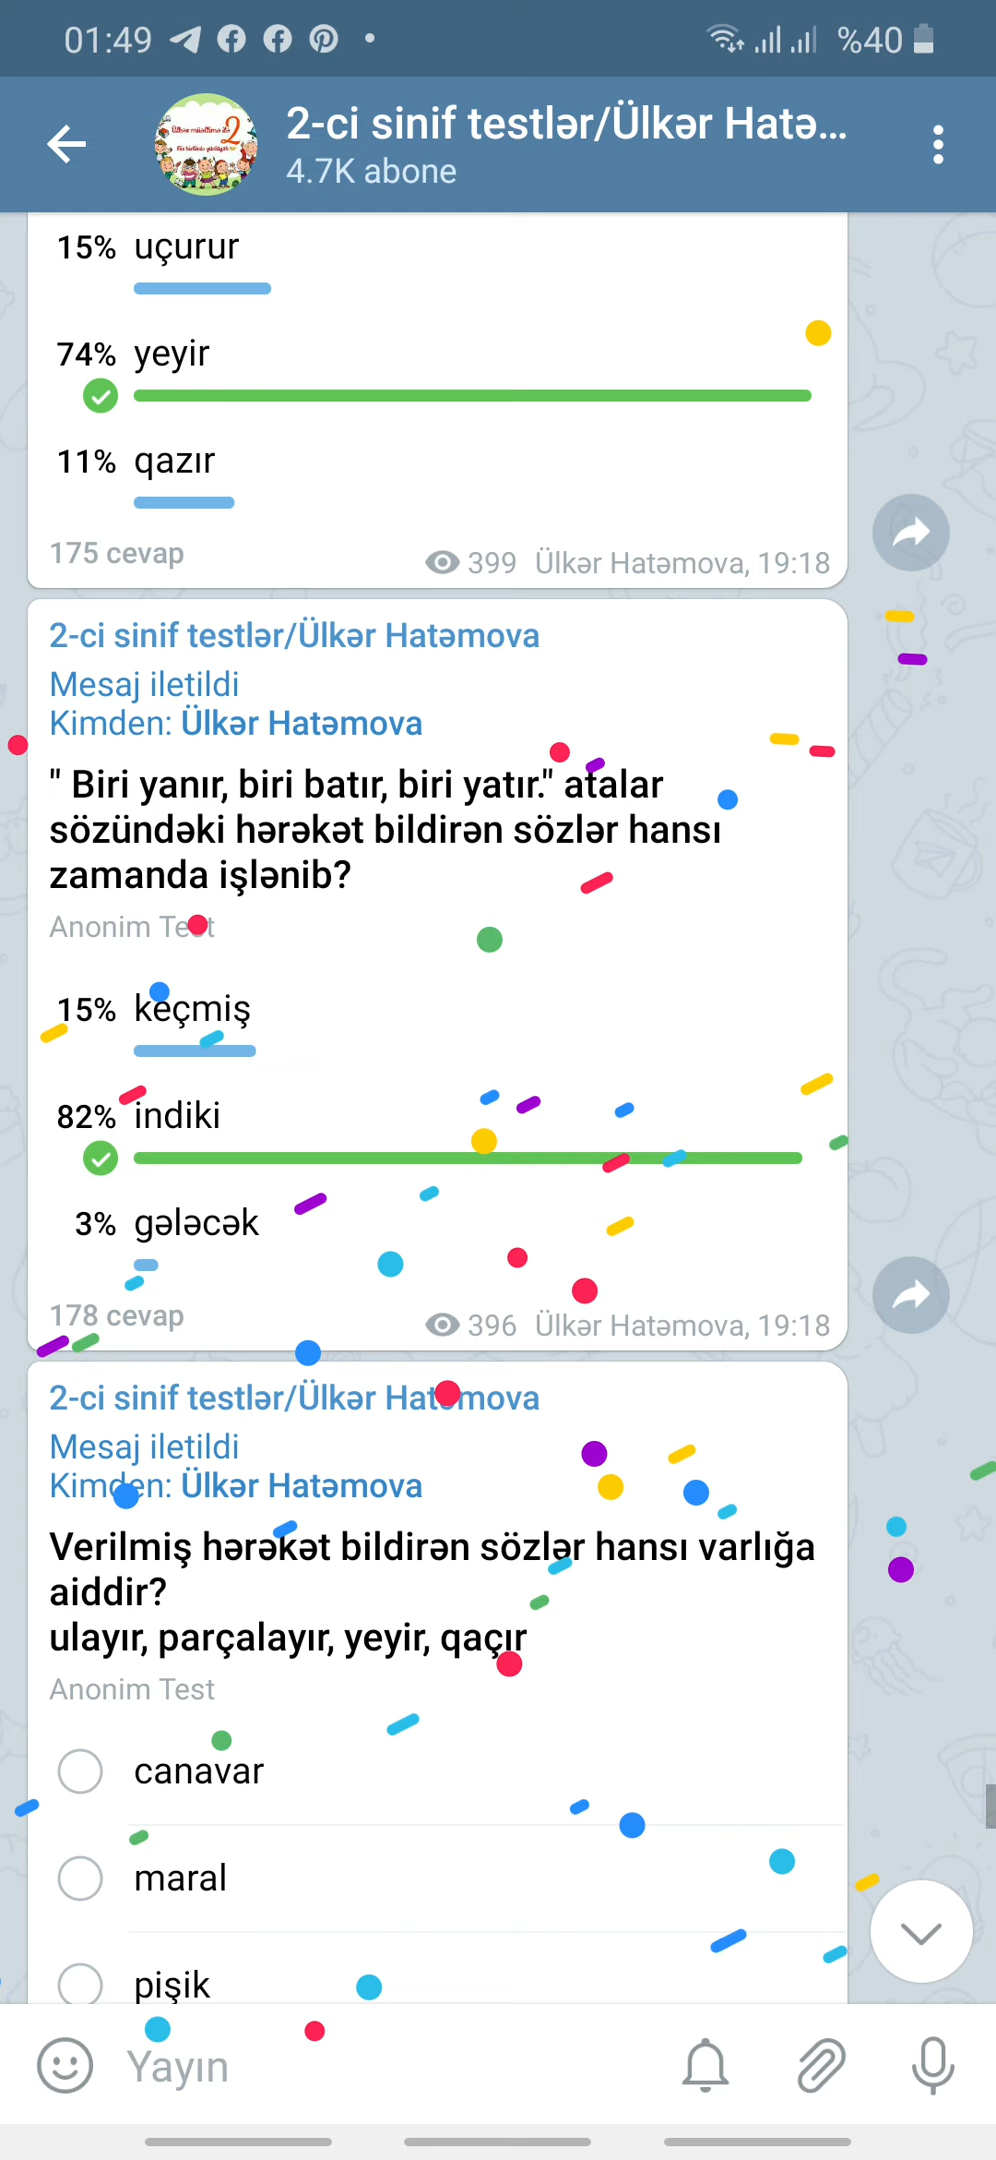 01:49
%40
2-ci sinif testlər/Ülkər Hatə...
4.7K abone
15% uçurur
74% yeyir
11% qazır
175 cevap
399 Ülkər Hatəmova, 19:18
2-ci sinif testlər/Ülkər Hatəmova
Mesaj iletildi
Kimden: Ülkər Hatəmova
" Biri yanır, biri batır, biri yatır." atalar
sözündəki hərəkət bildirən sözlər hansı
zamanda işlənib?
Anonim Test
15% keçmiş
82% indiki
3% gələcək
178 cevap
396 Ülkər Hatəmova, 19:18
2-ci sinif testlər/Ülkər Hatəmova
Mesaj iletildi
Kimden: Ülkər Hatəmova
Verilmiş hərəkət bildirən sözlər hansı varlığa
aiddir?
ulayır, parçalayır, yeyir, qaçır
Anonim Test
canavar
maral
pişik
Yayın